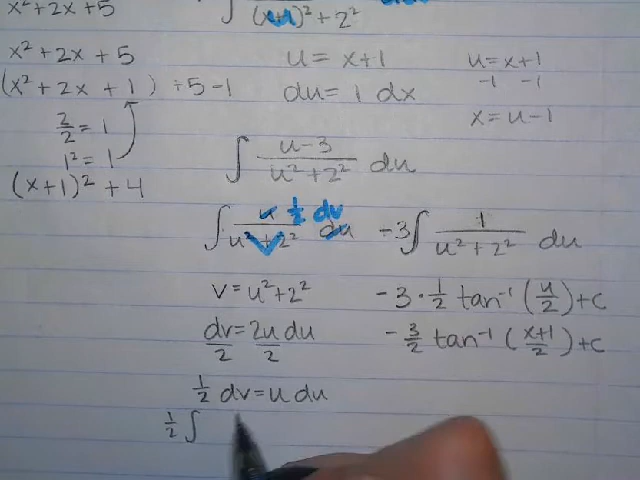 x² + 2x + 5
∫ / (x+1)² + 2²
x² + 2x + 5
(x² + 2x + 1) + 5 - 1
2/2 = 1
1² = 1
(x+1)² + 4
u = x+1
du = 1 dx
u = x+1
-1 -1
x = u-1
∫ (u-3)/(u² + 2²) du
∫ u/(u² + 2²) du ½ dv v
-3∫ 1/(u² + 2²) du
v = u² + 2²
dv/2 = 2u du/2
½ dv = u du
½ ∫
-3 · ½ tan⁻¹ (u/2) + c
-3/2 tan⁻¹ ((x+1)/2) + c